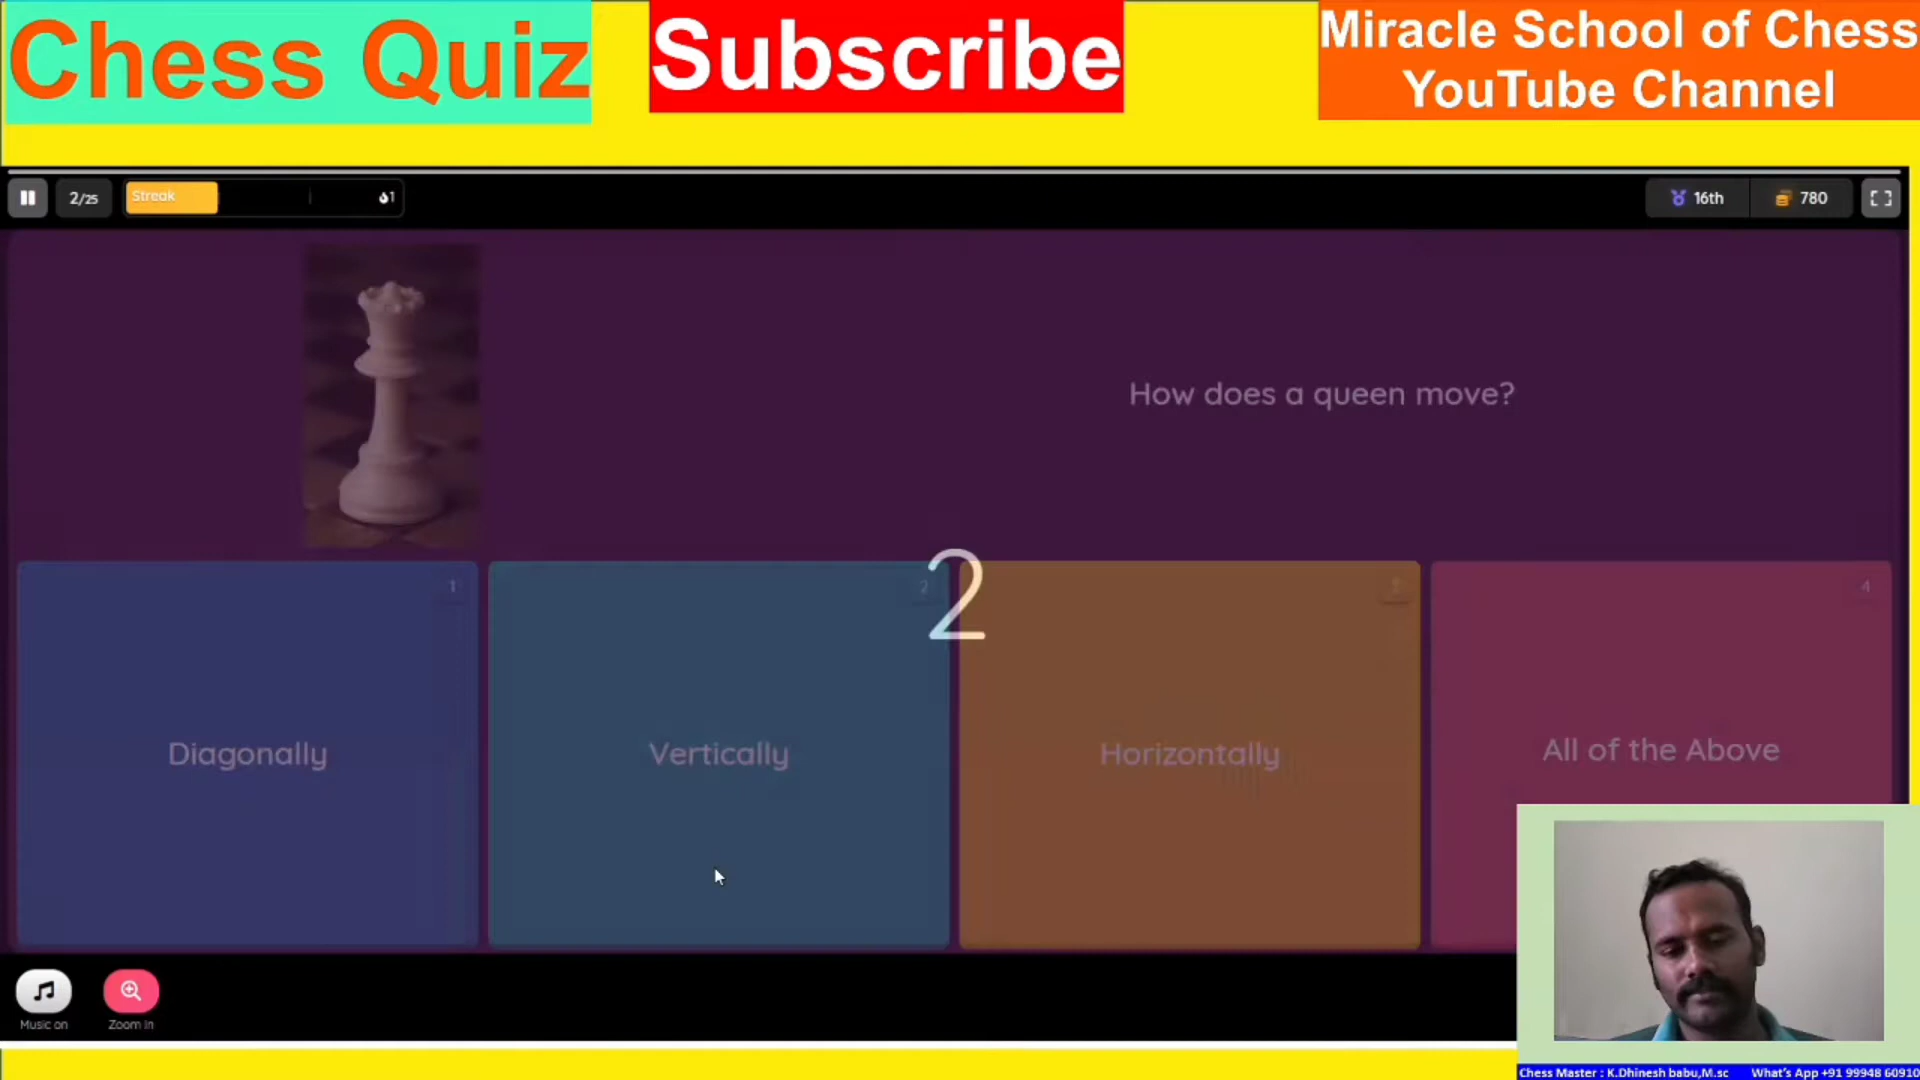 Chess Quiz
Subscribe
Miracle School of Chess
YouTube Channel
2/25
Streak
1
16th
780
How does a queen move?
2
1
2
4
Diagonally
Vertically
Horizontally
All of the Above
Music on
Zoom in
Chess Master : K.Dhinesh babu,M.sc What's App +91 99948 60910